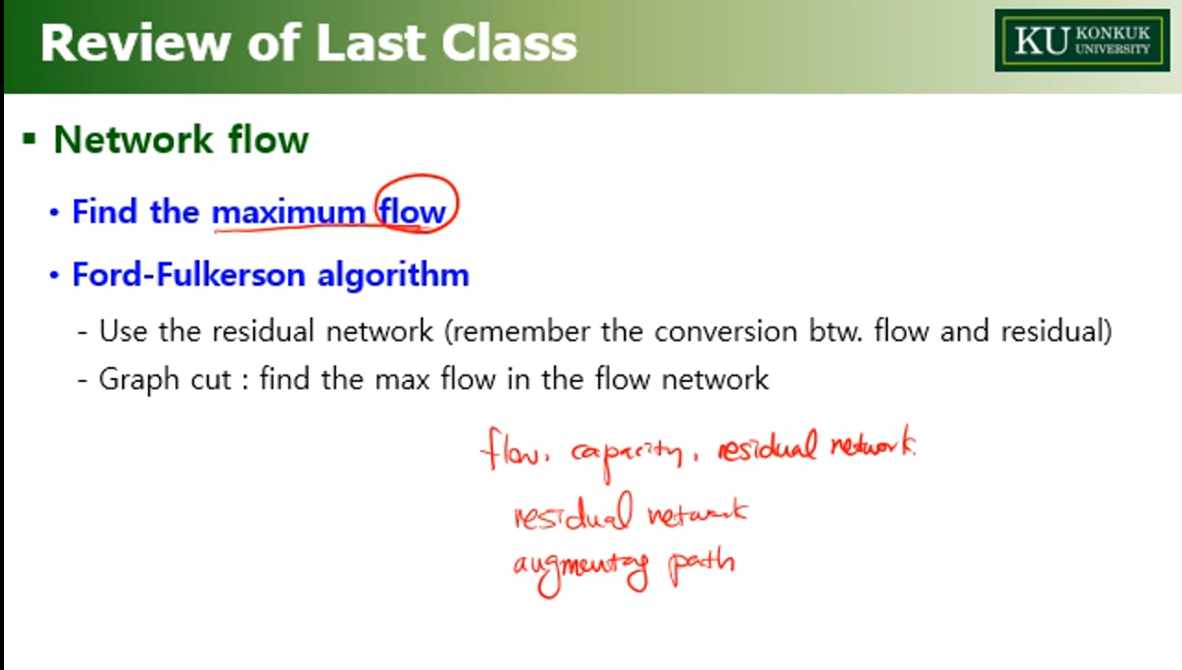 Review of Last Class
KU KONKUK
UNIVERSITY
▪ Network flow
• Find the maximum flow
• Ford-Fulkerson algorithm
- Use the residual network (remember the conversion btw. flow and residual)
- Graph cut : find the max flow in the flow network
flow, capacity, residual network.
residual network
augmenting path